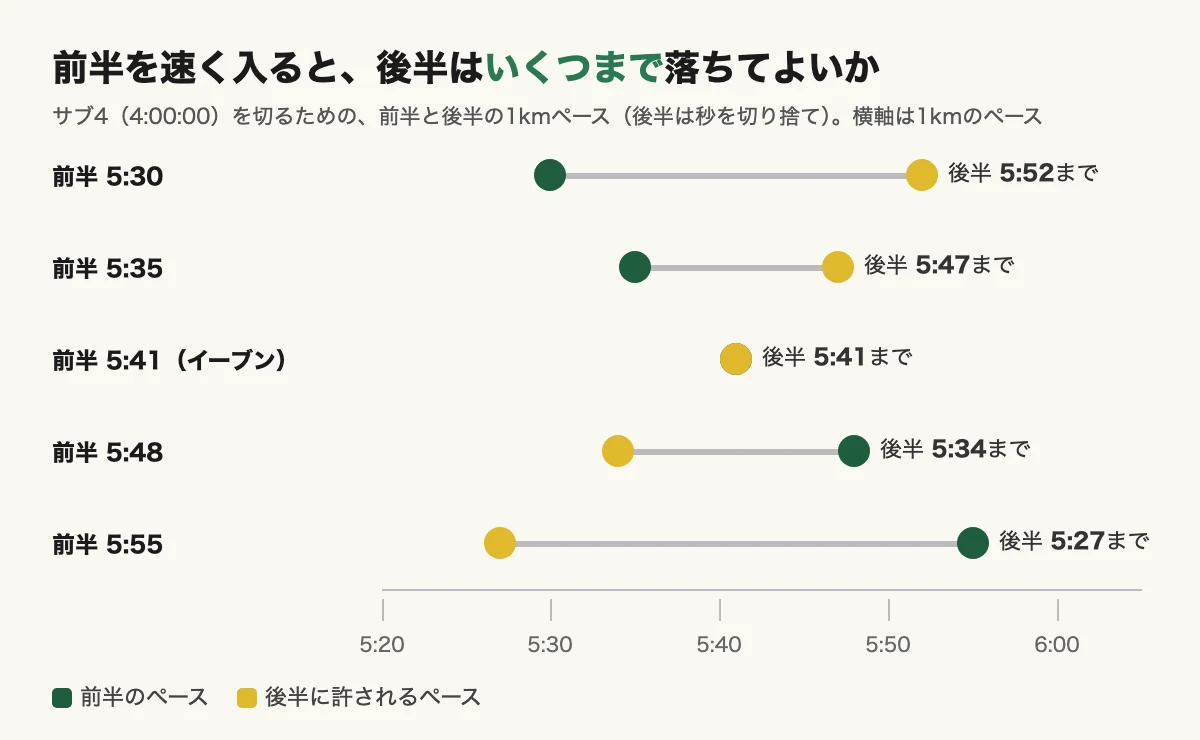 前半を速く入ると、後半はいくつまで落ちてよいか
サブ4（4:00:00）を切るための、前半と後半の1kmペース（後半は秒を切り捨て）。横軸は1kmのペース
前半 5:30
後半 5:52まで
前半 5:35
後半 5:47まで
前半 5:41（イーブン）
後半 5:41まで
前半 5:48
後半 5:34まで
前半 5:55
後半 5:27まで
5:20 5:30 5:40 5:50 6:00
前半のペース 後半に許されるペース